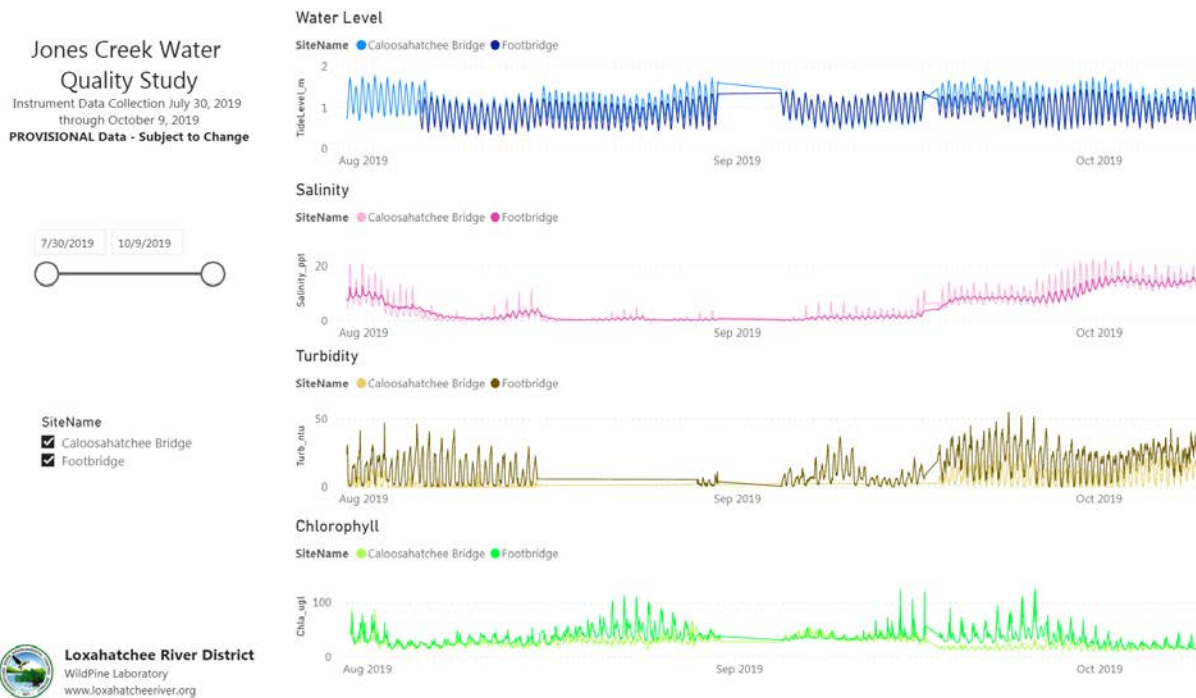 Jones Creek Water
Quality Study
Instrument Data Collection July 30, 2019
through October 9, 2019
PROVISIONAL Data - Subject to Change
7/30/2019 10/9/2019
SiteName
Caloosahatchee Bridge
Footbridge
Loxahatchee River District
WildPine Laboratory
www.loxahatcheeriver.org
Water Level
SiteName Caloosahatchee Bridge Footbridge
TideLevel_m
2
1
0
Aug 2019 Sep 2019 Oct 2019
Salinity
SiteName Caloosahatchee Bridge Footbridge
Salinity_ppt
20
0
Aug 2019 Sep 2019 Oct 2019
Turbidity
SiteName Caloosahatchee Bridge Footbridge
Turb_ntu
50
0
Aug 2019 Sep 2019 Oct 2019
Chlorophyll
SiteName Caloosahatchee Bridge Footbridge
Chla_ugl
100
0
Aug 2019 Sep 2019 Oct 2019